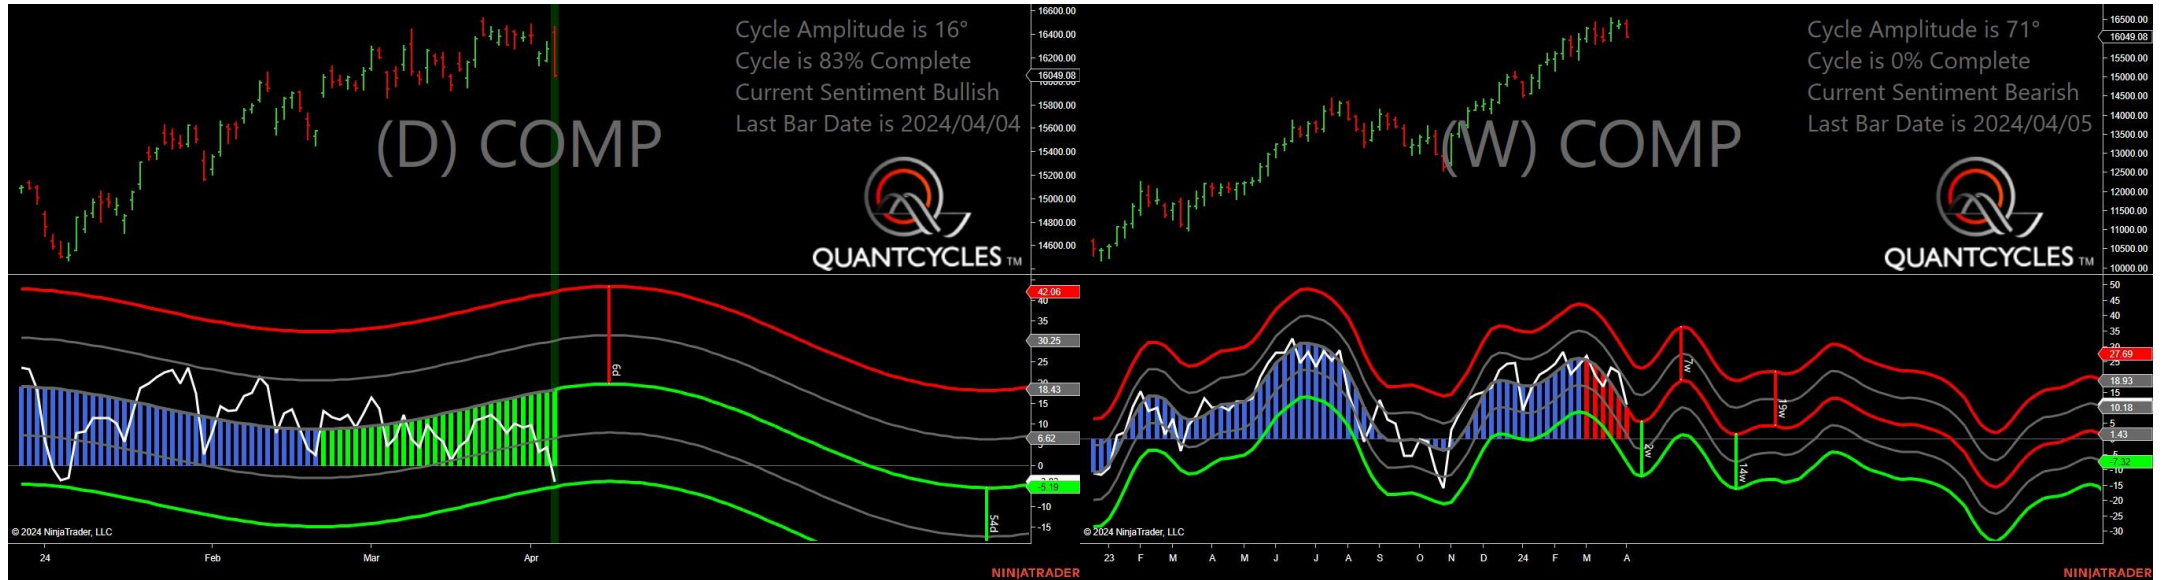 Cycle Amplitude is 16°
Cycle is 83% Complete
Current Sentiment Bullish
Last Bar Date is 2024/04/04
(D) COMP
QUANTCYCLES TM
16600.00
16400.00
16200.00
16049.08
15800.00
15600.00
15400.00
15200.00
15000.00
14800.00
14600.00
42.06
40
35
30.25
25
18.43
15
10
6.62
0
-5.19
-10
-15
6d
54d
© 2024 NinjaTrader, LLC
24 Feb Mar Apr
NINJATRADER
Cycle Amplitude is 71°
Cycle is 0% Complete
Current Sentiment Bearish
Last Bar Date is 2024/04/05
(W) COMP
QUANTCYCLES TM
16500.00
16049.08
15500.00
15000.00
14500.00
14000.00
13500.00
13000.00
12500.00
12000.00
11500.00
11000.00
10500.00
10000.00
50
45
40
35
30
27.69
18.93
10.18
5
1.43
-7.32
-10
-15
-20
-25
-30
7w
19w
2w
14w
© 2024 NinjaTrader, LLC
23 F M A M J J A S O N D 24 F M A
NINJATRADER